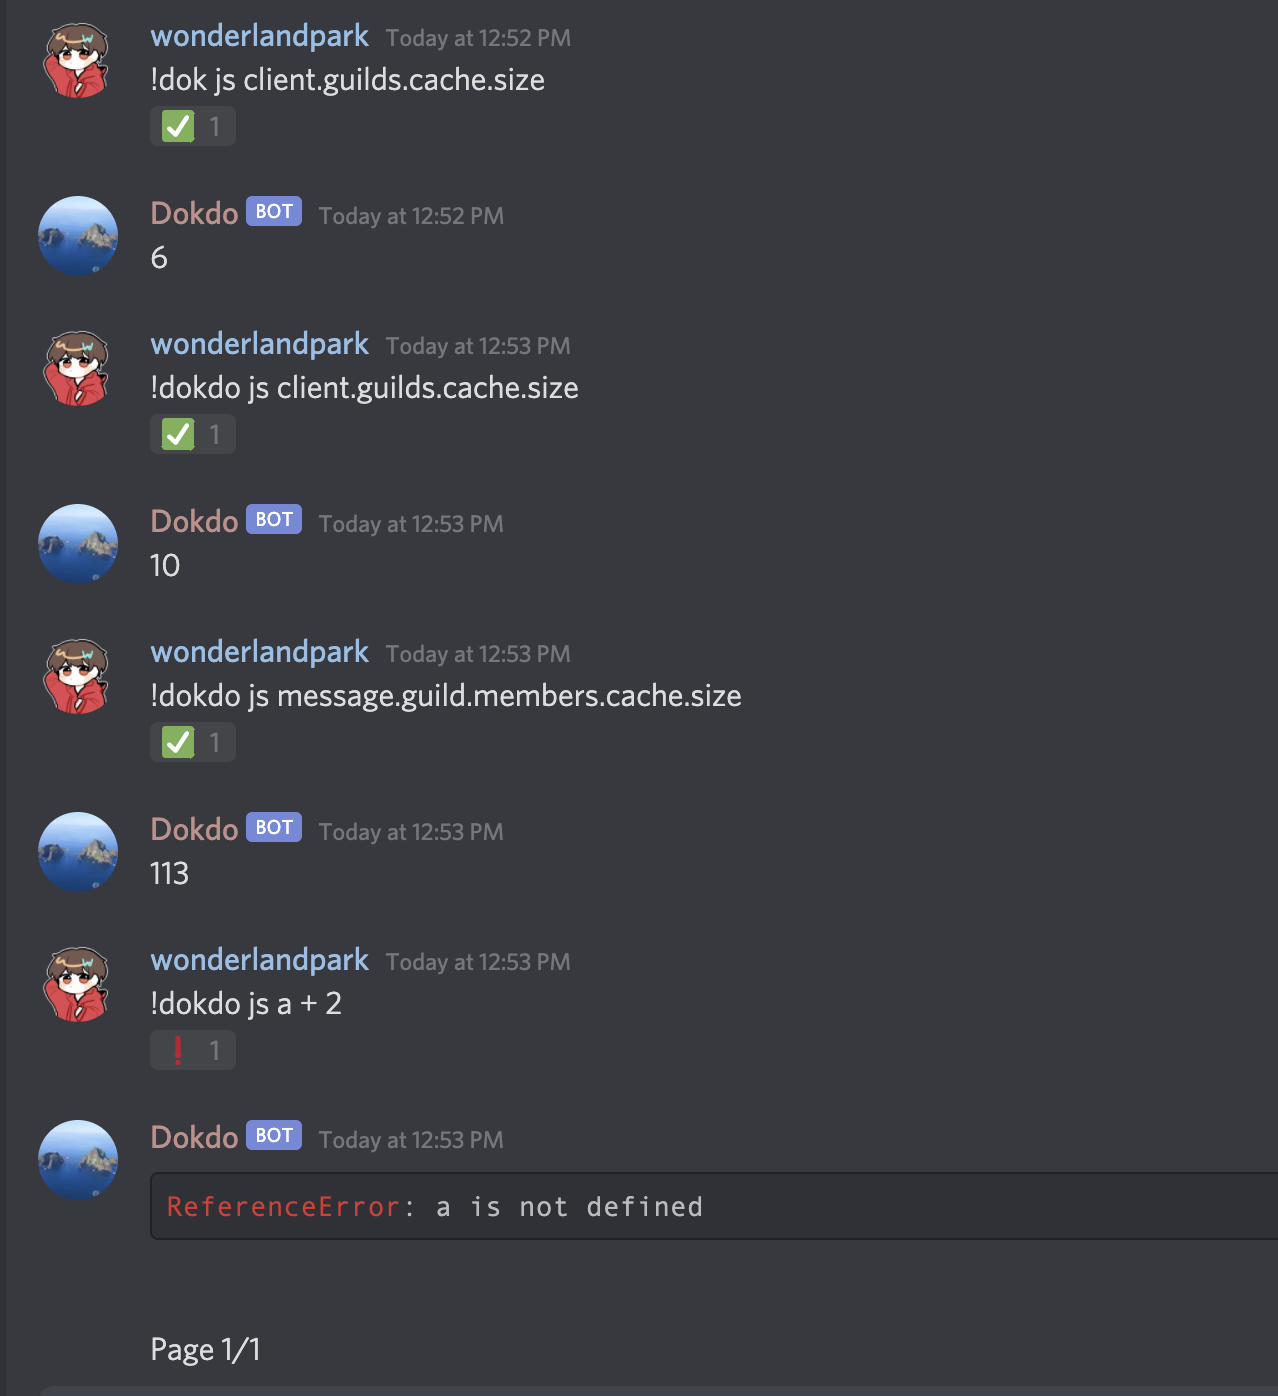 wonderlandpark Today at 12:52 PM
!dok js client.guilds.cache.size
1
Dokdo BOT Today at 12:52 PM
6
wonderlandpark Today at 12:53 PM
!dokdo js client.guilds.cache.size
1
Dokdo BOT Today at 12:53 PM
10
wonderlandpark Today at 12:53 PM
!dokdo js message.guild.members.cache.size
1
Dokdo BOT Today at 12:53 PM
113
wonderlandpark Today at 12:53 PM
!dokdo js a + 2
1
Dokdo BOT Today at 12:53 PM
ReferenceError: a is not defined
Page 1/1